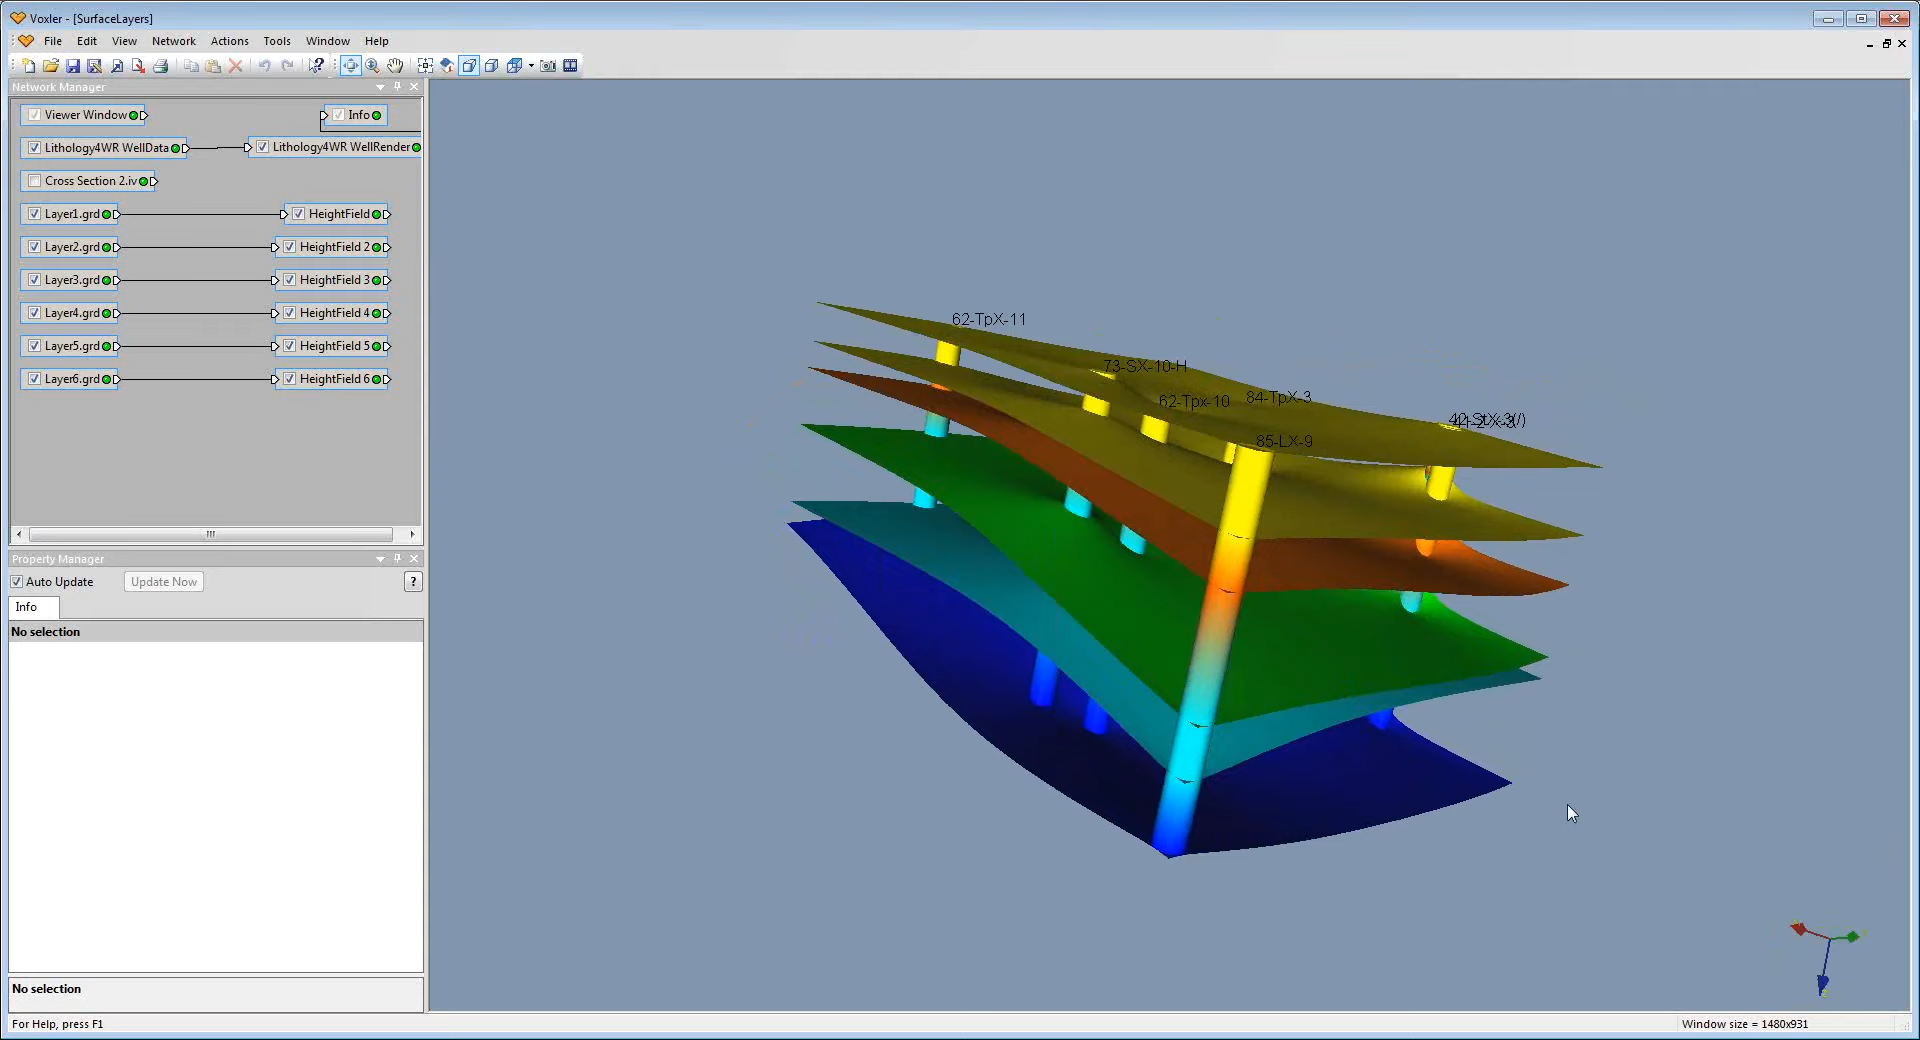 Voxler - [SurfaceLayers]
File Edit View Network Actions Tools Window Help
Network Manager
Viewer Window Info
Lithology4WR WellData Lithology4WR WellRender
Cross Section 2.iv
Layer1.grd HeightField
Layer2.grd HeightField 2
Layer3.grd HeightField 3
Layer4.grd HeightField 4
Layer5.grd HeightField 5
Layer6.grd HeightField 6
Property Manager
Auto Update Update Now ?
Info
No selection
No selection
For Help, press F1
Window size = 1480x931
62-TpX-11
73-SX-10-H
62-Tpx-10
84-TpX-3
85-LX-9